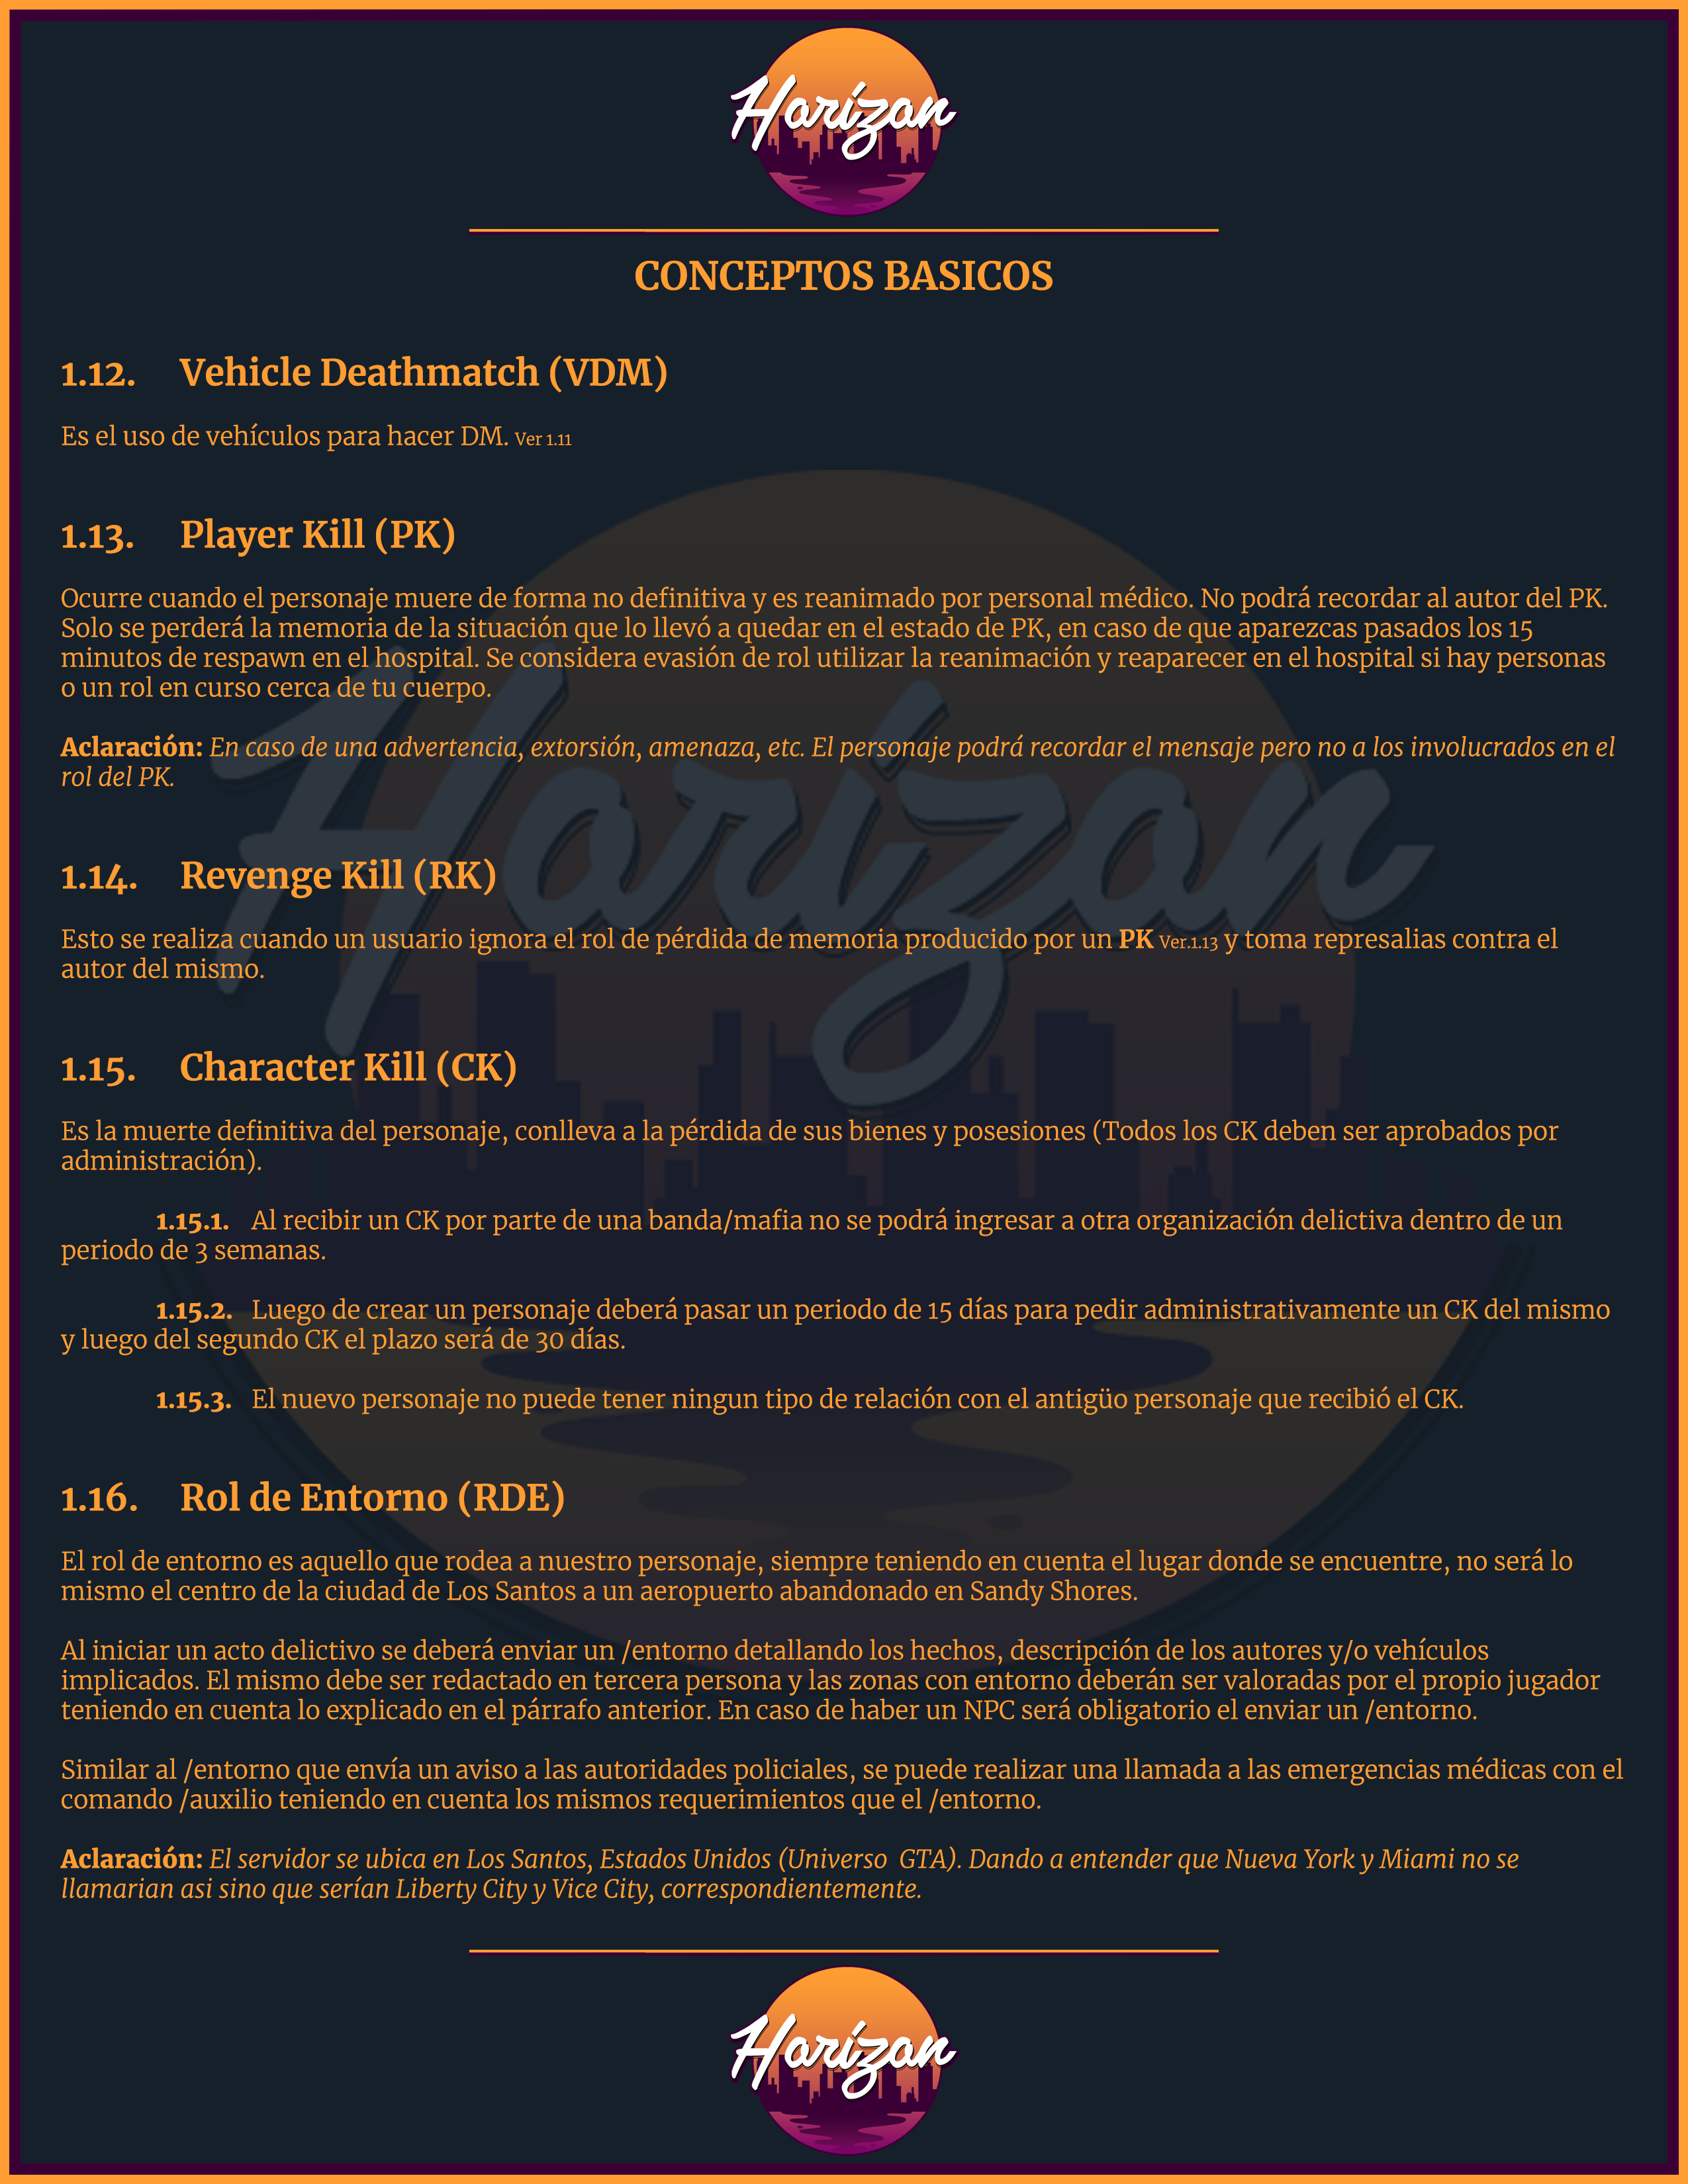 Horizon
CONCEPTOS BASICOS
1.12. Vehicle Deathmatch (VDM)
Es el uso de vehículos para hacer DM. Ver 1.11
1.13. Player Kill (PK)
Ocurre cuando el personaje muere de forma no definitiva y es reanimado por personal médico. No podrá recordar al autor del PK.
Solo se perderá la memoria de la situación que lo llevó a quedar en el estado de PK, en caso de que aparezcas pasados los 15
minutos de respawn en el hospital. Se considera evasión de rol utilizar la reanimación y reaparecer en el hospital si hay personas
o un rol en curso cerca de tu cuerpo.
Aclaración: En caso de una advertencia, extorsión, amenaza, etc. El personaje podrá recordar el mensaje pero no a los involucrados en el
rol del PK.
Horizon
1.14. Revenge Kill (RK)
Esto se realiza cuando un usuario ignora el rol de pérdida de memoria producido por un PK Ver.1.13 y toma represalias contra el
autor del mismo.
1.15. Character Kill (CK)
Es la muerte definitiva del personaje, conlleva a la pérdida de sus bienes y posesiones (Todos los CK deben ser aprobados por
administración).
1.15.1. Al recibir un CK por parte de una banda/mafia no se podrá ingresar a otra organización delictiva dentro de un
periodo de 3 semanas.
1.15.2. Luego de crear un personaje deberá pasar un periodo de 15 días para pedir administrativamente un CK del mismo
y luego del segundo CK el plazo será de 30 días.
1.15.3. El nuevo personaje no puede tener ningun tipo de relación con el antigüo personaje que recibió el CK.
1.16. Rol de Entorno (RDE)
El rol de entorno es aquello que rodea a nuestro personaje, siempre teniendo en cuenta el lugar donde se encuentre, no será lo
mismo el centro de la ciudad de Los Santos a un aeropuerto abandonado en Sandy Shores.
Al iniciar un acto delictivo se deberá enviar un /entorno detallando los hechos, descripción de los autores y/o vehículos
implicados. El mismo debe ser redactado en tercera persona y las zonas con entorno deberán ser valoradas por el propio jugador
teniendo en cuenta lo explicado en el párrafo anterior. En caso de haber un NPC será obligatorio el enviar un /entorno.
Similar al /entorno que envía un aviso a las autoridades policiales, se puede realizar una llamada a las emergencias médicas con el
comando /auxilio teniendo en cuenta los mismos requerimientos que el /entorno.
Aclaración: El servidor se ubica en Los Santos, Estados Unidos (Universo GTA). Dando a entender que Nueva York y Miami no se
llamarian asi sino que serían Liberty City y Vice City, correspondientemente.
Horizon